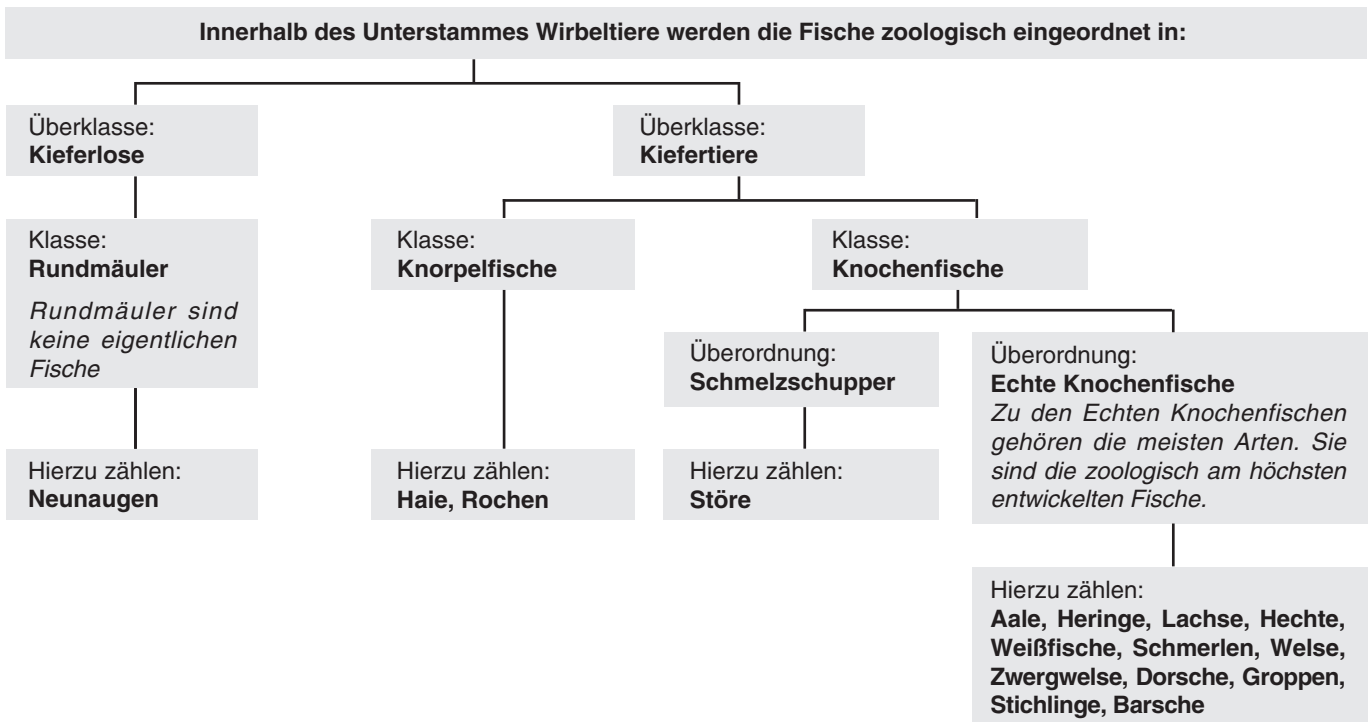 Innerhalb des Unterstammes Wirbeltiere werden die Fische zoologisch eingeordnet in:
Überklasse:
Kieferlose
Überklasse:
Kiefertiere
Klasse:
Rundmäuler
Rundmäuler sind
keine eigentlichen
Fische
Klasse:
Knorpelfische
Klasse:
Knochenfische
Überordnung:
Schmelzschupper
Überordnung:
Echte Knochenfische
Zu den Echten Knochenfischen
gehören die meisten Arten. Sie
sind die zoologisch am höchsten
entwickelten Fische.
Hierzu zählen:
Neunaugen
Hierzu zählen:
Haie, Rochen
Hierzu zählen:
Störe
Hierzu zählen:
Aale, Heringe, Lachse, Hechte,
Weißfische, Schmerlen, Welse,
Zwergwelse, Dorsche, Groppen,
Stichlinge, Barsche